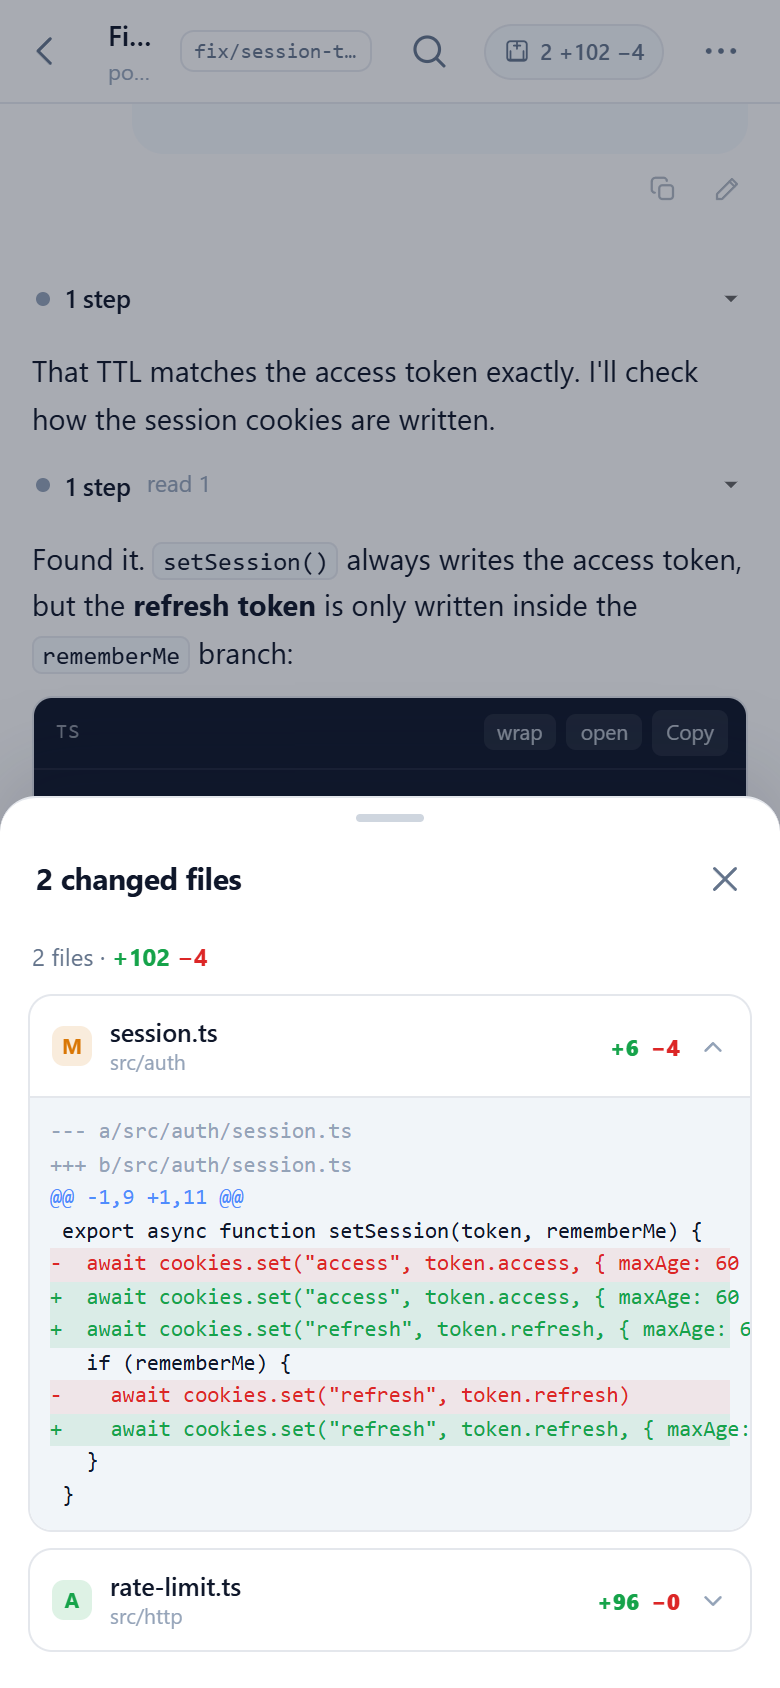 Fi...
po...
fix/session-t...
2 +102 −4
1 step
That TTL matches the access token exactly. I'll check
how the session cookies are written.
1 step read 1
Found it. setSession() always writes the access token,
but the refresh token is only written inside the
rememberMe branch:
TS
wrap
open
Copy
2 changed files
2 files · +102 −4
M
session.ts
src/auth
+6 −4
--- a/src/auth/session.ts
+++ b/src/auth/session.ts
@@ -1,9 +1,11 @@
 export async function setSession(token, rememberMe) {
-  await cookies.set("access", token.access, { maxAge: 60
+  await cookies.set("access", token.access, { maxAge: 60
+  await cookies.set("refresh", token.refresh, { maxAge: 6
   if (rememberMe) {
-    await cookies.set("refresh", token.refresh)
+    await cookies.set("refresh", token.refresh, { maxAge:
   }
 }
A
rate-limit.ts
src/http
+96 −0